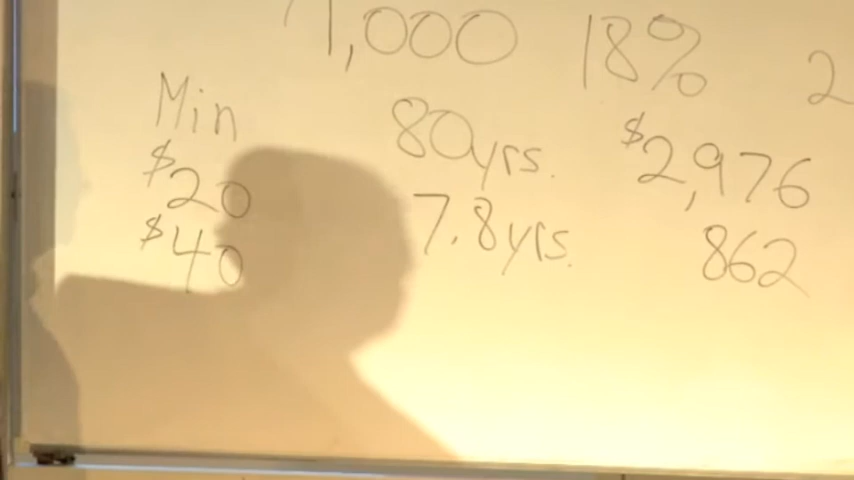 1,000 18% 2
Min 80yrs. $2,976
$20 7.8yrs. 862
$40